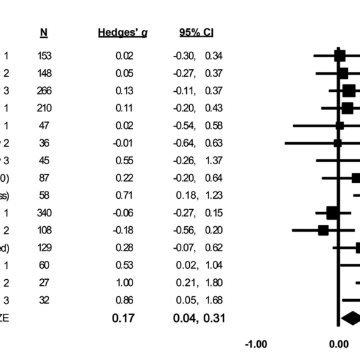 N Hedges' g 95% CI
1 153 0.02 -0.30, 0.34
2 148 0.05 -0.27, 0.37
3 266 0.13 -0.11, 0.37
1 210 0.11 -0.20, 0.43
1 47 0.02 -0.54, 0.58
2 36 -0.01 -0.64, 0.63
3 45 0.55 -0.26, 1.37
0) 87 0.22 -0.20, 0.64
ss) 58 0.71 0.18, 1.23
1 340 -0.06 -0.27, 0.15
2 108 -0.18 -0.56, 0.20
ed) 129 0.28 -0.07, 0.62
1 60 0.53 0.02, 1.04
2 27 1.00 0.21, 1.80
3 32 0.86 0.05, 1.68
ZE 0.17 0.04, 0.31
-1.00 0.00